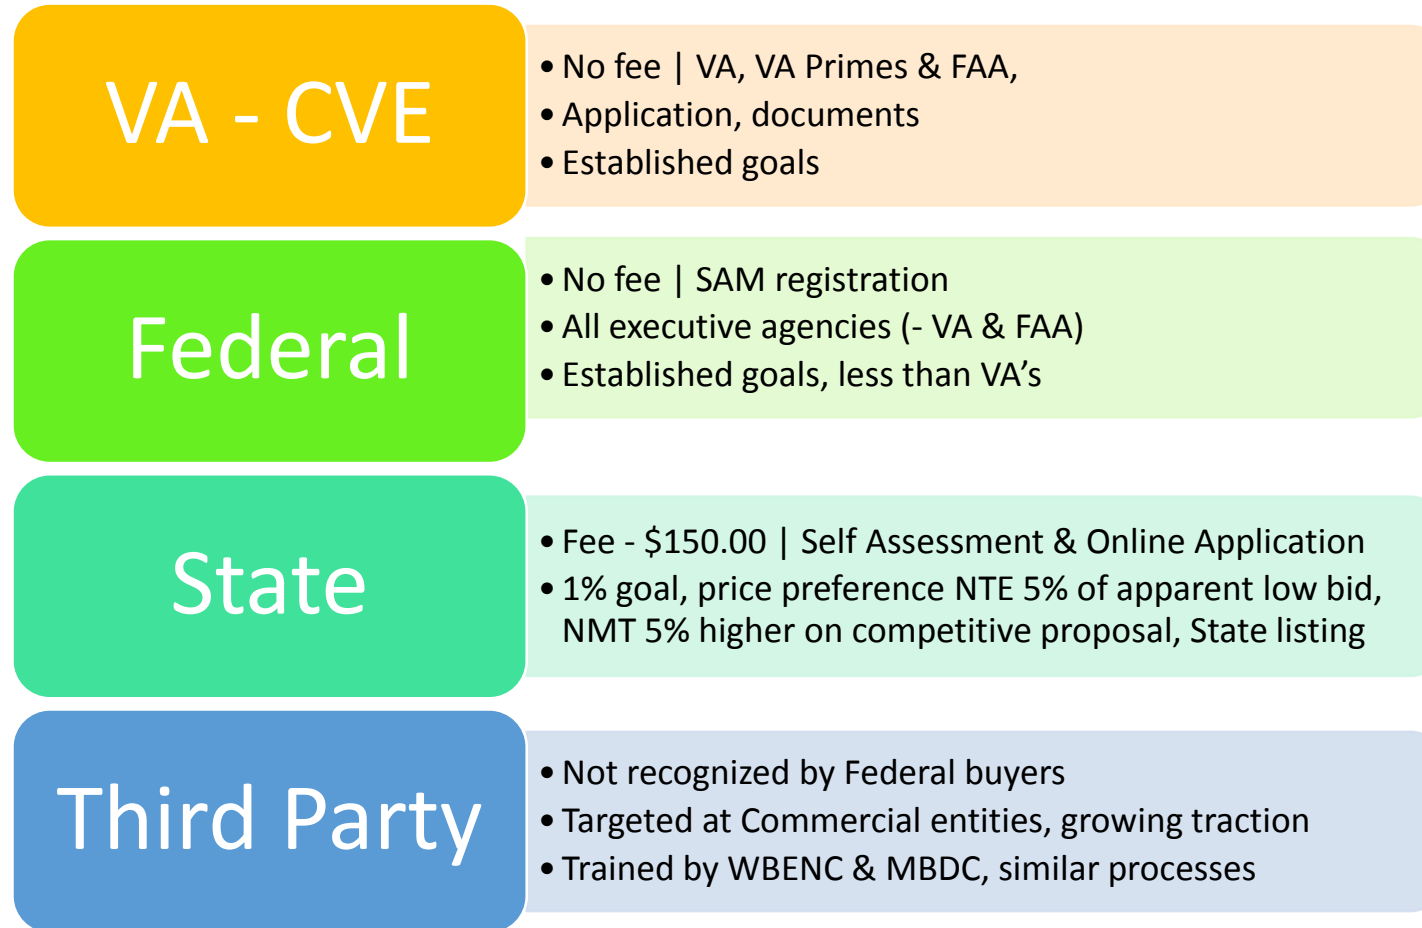 VA - CVE
• No fee | VA, VA Primes & FAA,
• Application, documents
• Established goals
Federal
• No fee | SAM registration
• All executive agencies (- VA & FAA)
• Established goals, less than VA’s
State
• Fee - $150.00 | Self Assessment & Online Application
• 1% goal, price preference NTE 5% of apparent low bid,
NMT 5% higher on competitive proposal, State listing
Third Party
• Not recognized by Federal buyers
• Targeted at Commercial entities, growing traction
• Trained by WBENC & MBDC, similar processes